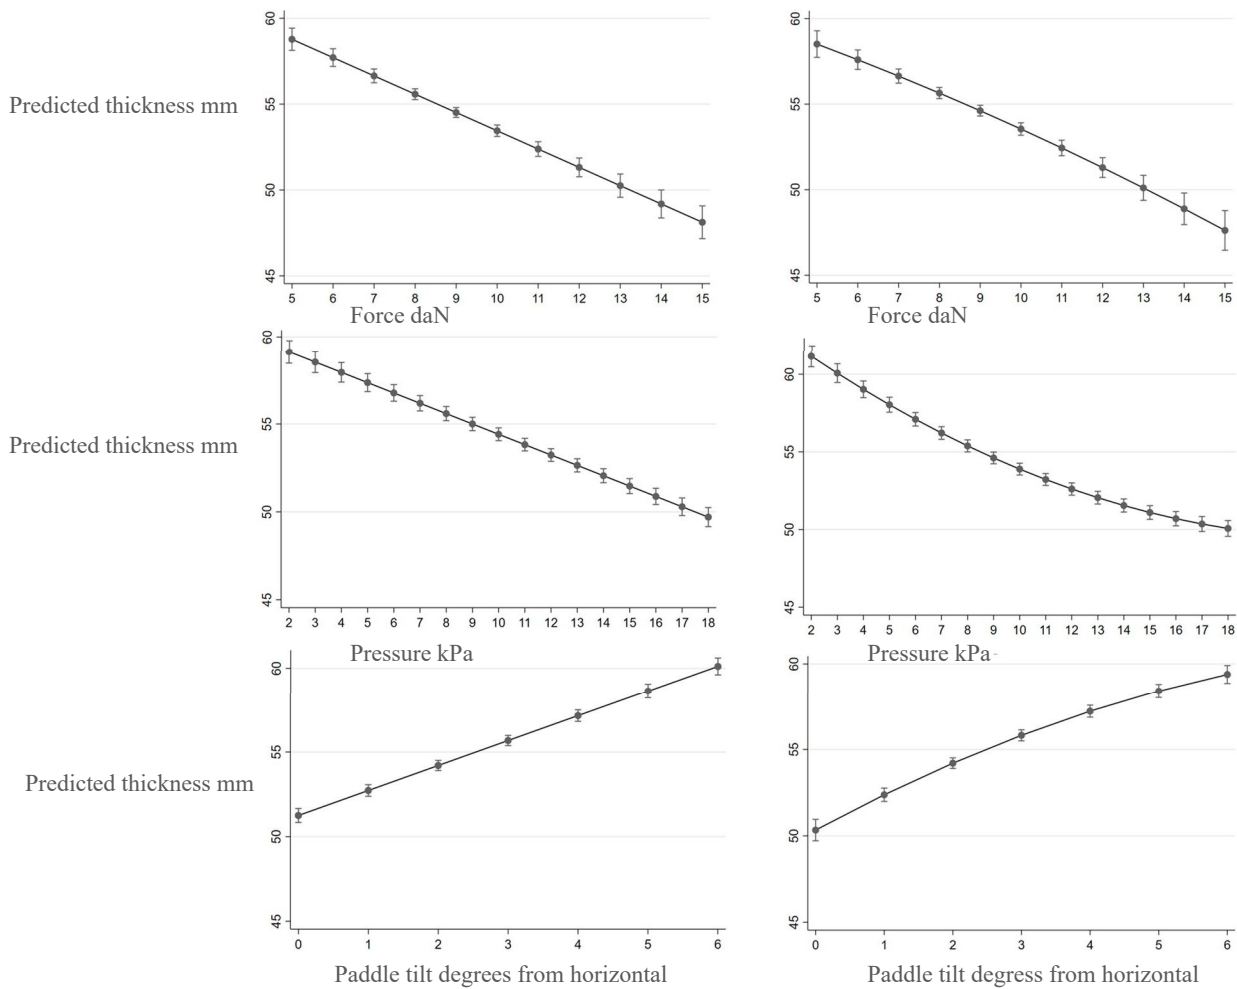 60 60
Predicted thickness mm 55 55
50 50
45 45
5 6 7 8 9 10 11 12 13 14 15 5 6 7 8 9 10 11 12 13 14 15
Force daN Force daN
60 60
Predicted thickness mm 55 55
50 50
45 45
2 3 4 5 6 7 8 9 10 11 12 13 14 15 16 17 18 2 3 4 5 6 7 8 9 10 11 12 13 14 15 16 17 18
Pressure kPa Pressure kPa
60 60
55 55
Predicted thickness mm
50 50
45 45
0 1 2 3 4 5 6 0 1 2 3 4 5 6
Paddle tilt degrees from horizontal Paddle tilt degress from horizontal